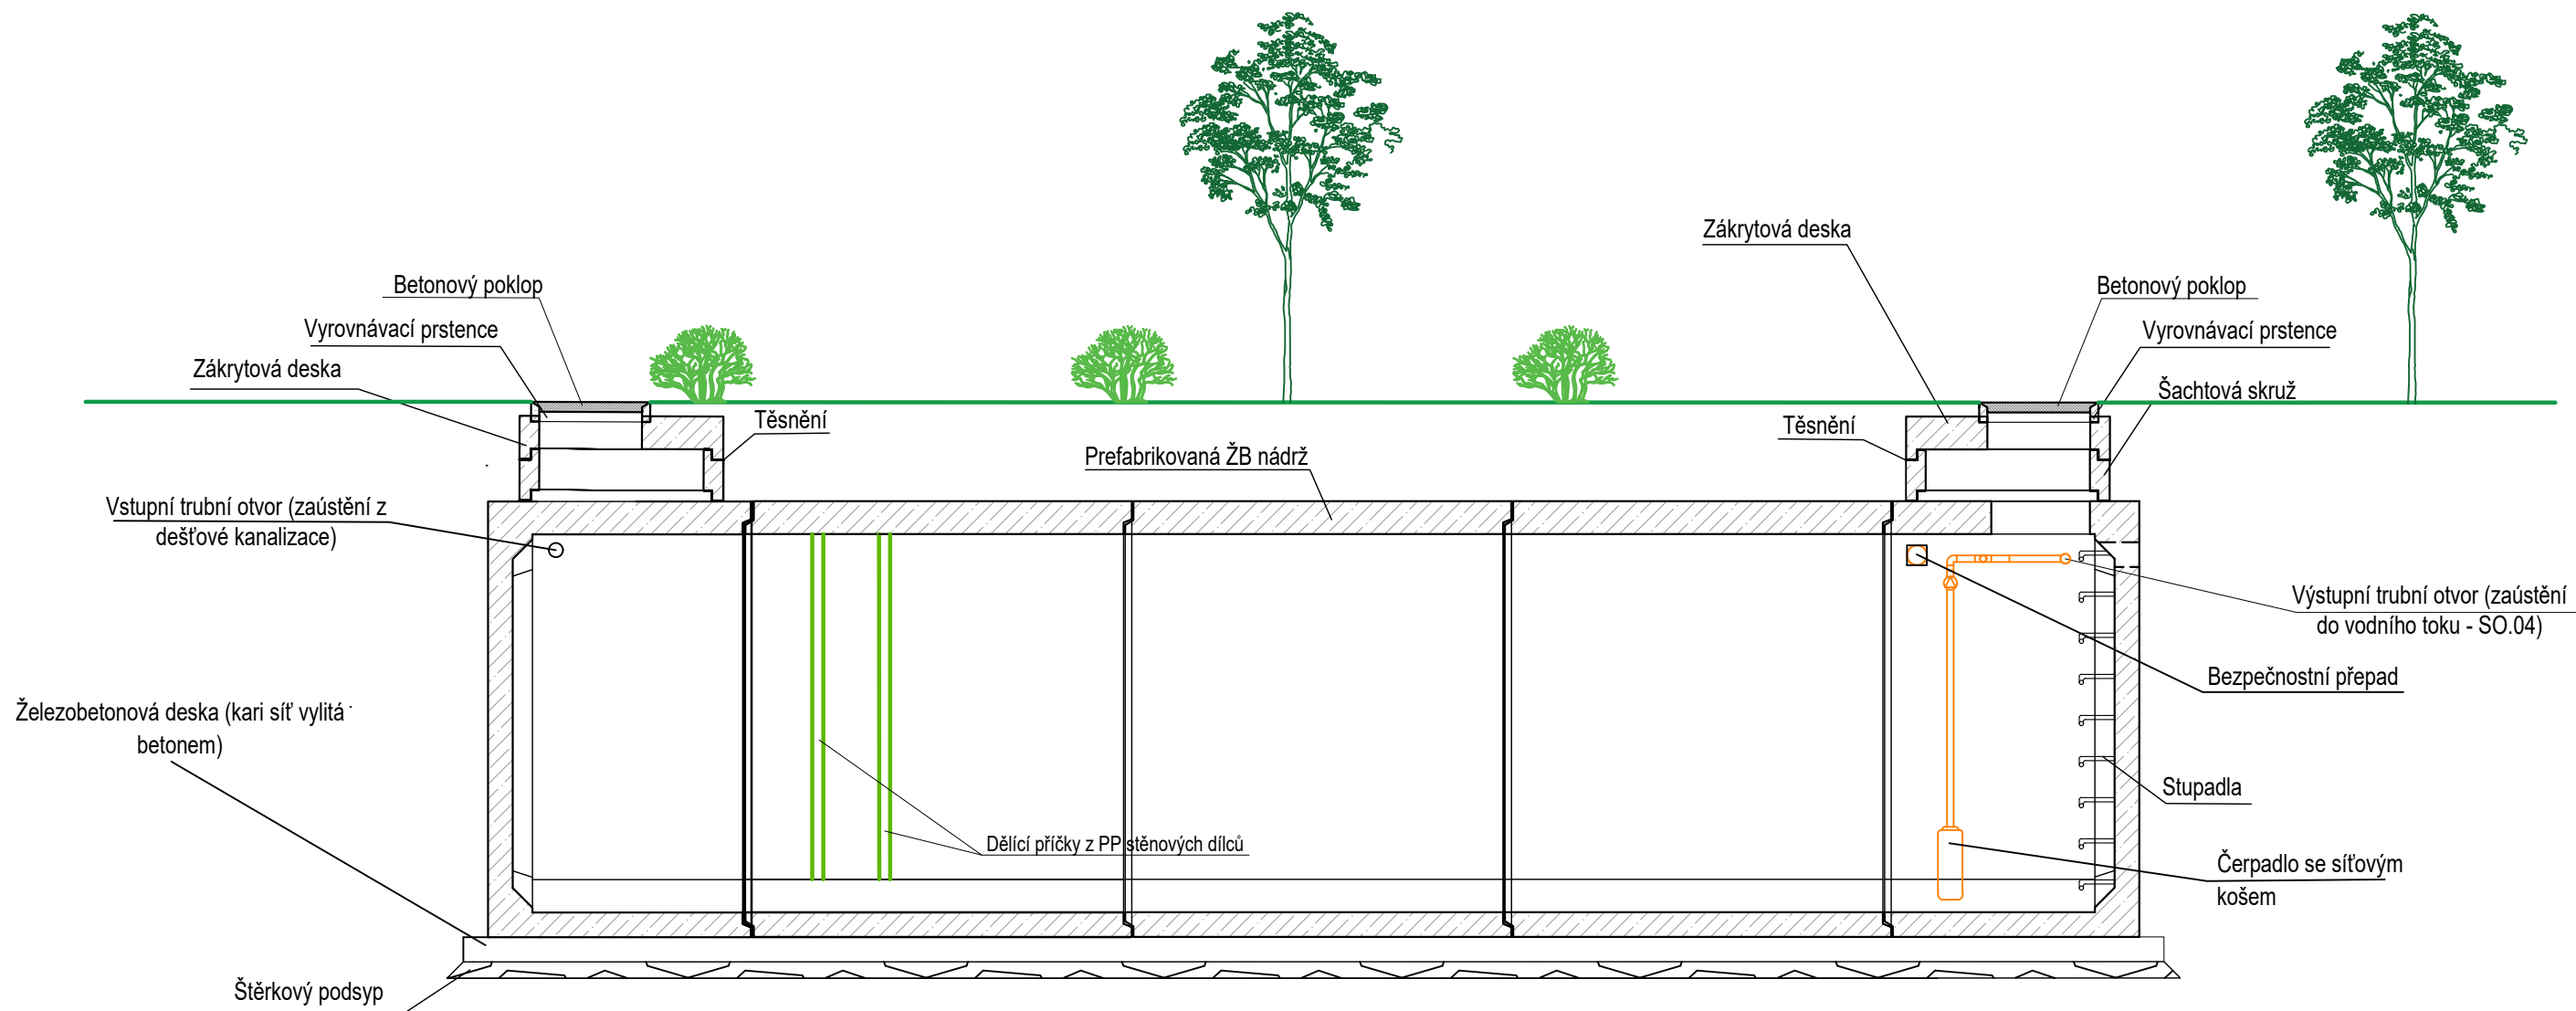 Zákrytová deska
Betonový poklop
Vyrovnávací prstence
Zákrytová deska
Těsnění
Betonový poklop
Vyrovnávací prstence
Šachtová skruž
Těsnění
Prefabrikovaná ŽB nádrž
Vstupní trubní otvor (zaústění z
dešťové kanalizace)
Výstupní trubní otvor (zaústění
do vodního toku - SO.04)
Bezpečnostní přepad
Železobetonová deska (kari síť vylitá
betonem)
Stupadla
Dělící příčky z PP stěnových dílců
Čerpadlo se síťovým
košem
Štěrkový podsyp